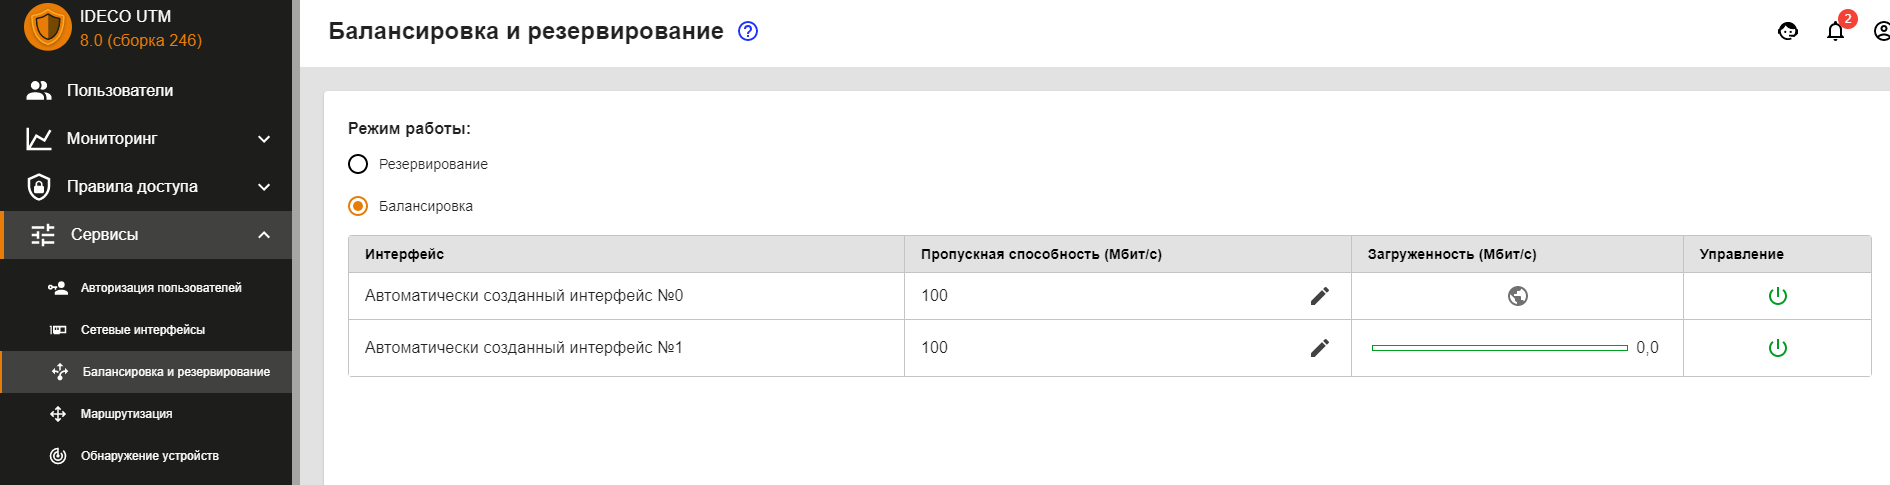 IDECO UTM
8.0 (сборка 246)
Пользователи
Мониторинг
Правила доступа
Сервисы
Авторизация пользователей
Сетевые интерфейсы
Балансировка и резервирование
Маршрутизация
Обнаружение устройств
Балансировка и резервирование ?
2
Режим работы:
Резервирование
Балансировка
Интерфейс Пропускная способность (Мбит/с) Загруженность (Мбит/с) Управление
Автоматически созданный интерфейс №0 100
Автоматически созданный интерфейс №1 100 0,0